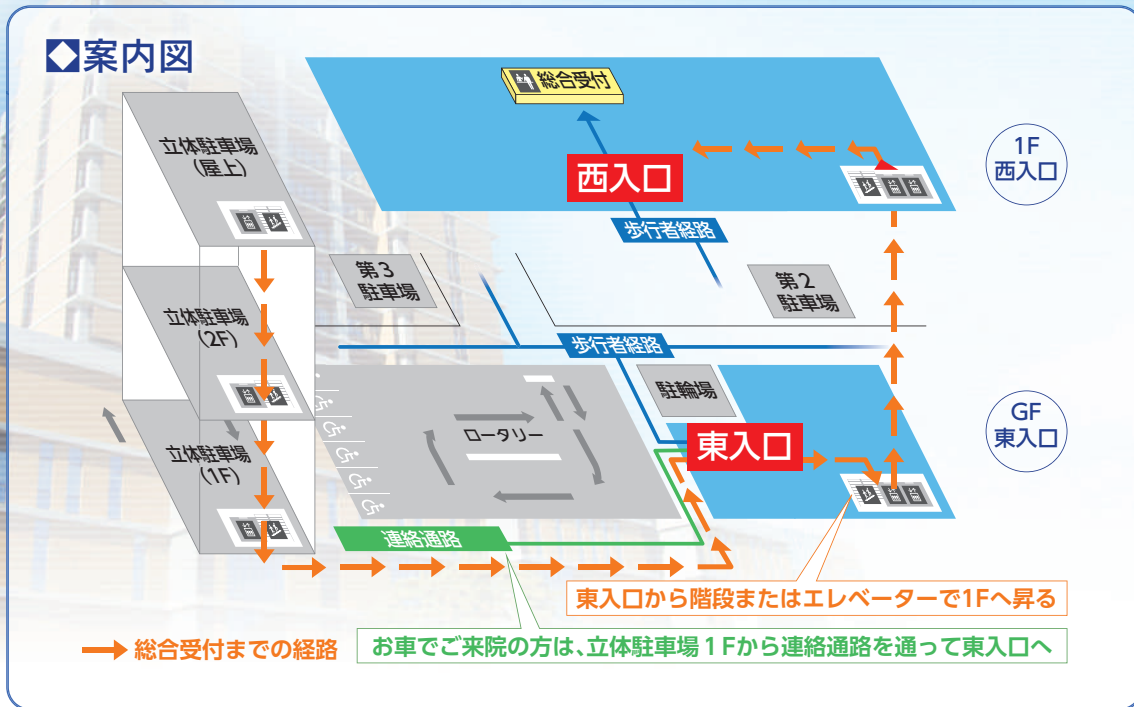 ◆案内図
総合受付
立体駐車場
(屋上)
1F
西入口
西入口
歩行者経路
第3
駐車場
第2
駐車場
立体駐車場
(2F)
歩行者経路
駐輪場
GF
東入口
ロータリー
東入口
立体駐車場
(1F)
連絡通路
東入口から階段またはエレベーターで1Fへ昇る
総合受付までの経路
お車でご来院の方は、立体駐車場1Fから連絡通路を通って東入口へ